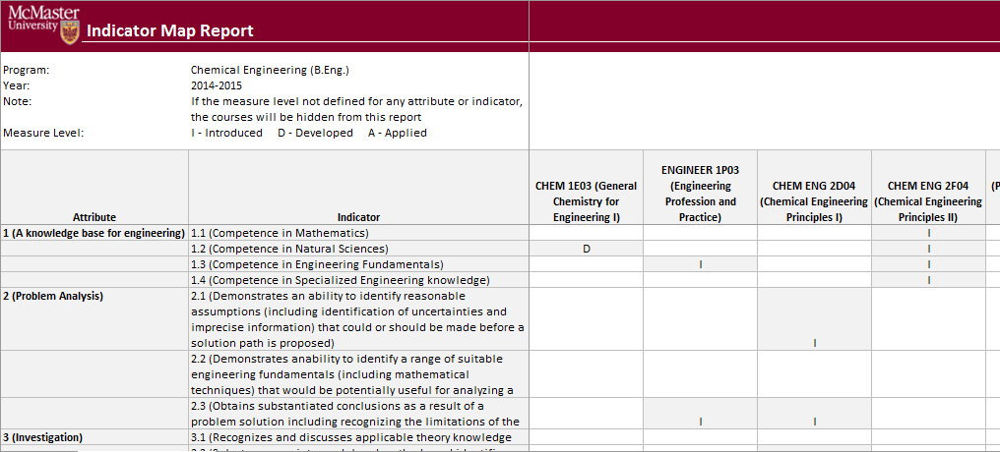 McMaster
University
Indicator Map Report
Program: Chemical Engineering (B.Eng.)
Year: 2014-2015
Note: If the measure level not defined for any attribute or indicator,
the courses will be hidden from this report
Measure Level: I - Introduced D - Developed A - Applied
Attribute
Indicator
CHEM 1E03 (General
Chemistry for
Engineering I)
ENGINEER 1P03
(Engineering
Profession and
Practice)
CHEM ENG 2D04
(Chemical Engineering
Principles I)
CHEM ENG 2F04
(Chemical Engineering
Principles II)
(P
1 (A knowledge base for engineering) 1.1 (Competence in Mathematics) I
1.2 (Competence in Natural Sciences) D I
1.3 (Competence in Engineering Fundamentals) I I
1.4 (Competence in Specialized Engineering knowledge) I
2 (Problem Analysis) 2.1 (Demonstrates an ability to identify reasonable
assumptions (including identification of uncertainties and
imprecise information) that could or should be made before a
solution path is proposed) I
2.2 (Demonstrates anability to identify a range of suitable
engineering fundamentals (including mathematical
techniques) that would be potentially useful for analyzing a
2.3 (Obtains substantiated conclusions as a result of a
problem solution including recognizing the limitations of the I I
3 (Investigation) 3.1 (Recognizes and discusses applicable theory knowledge